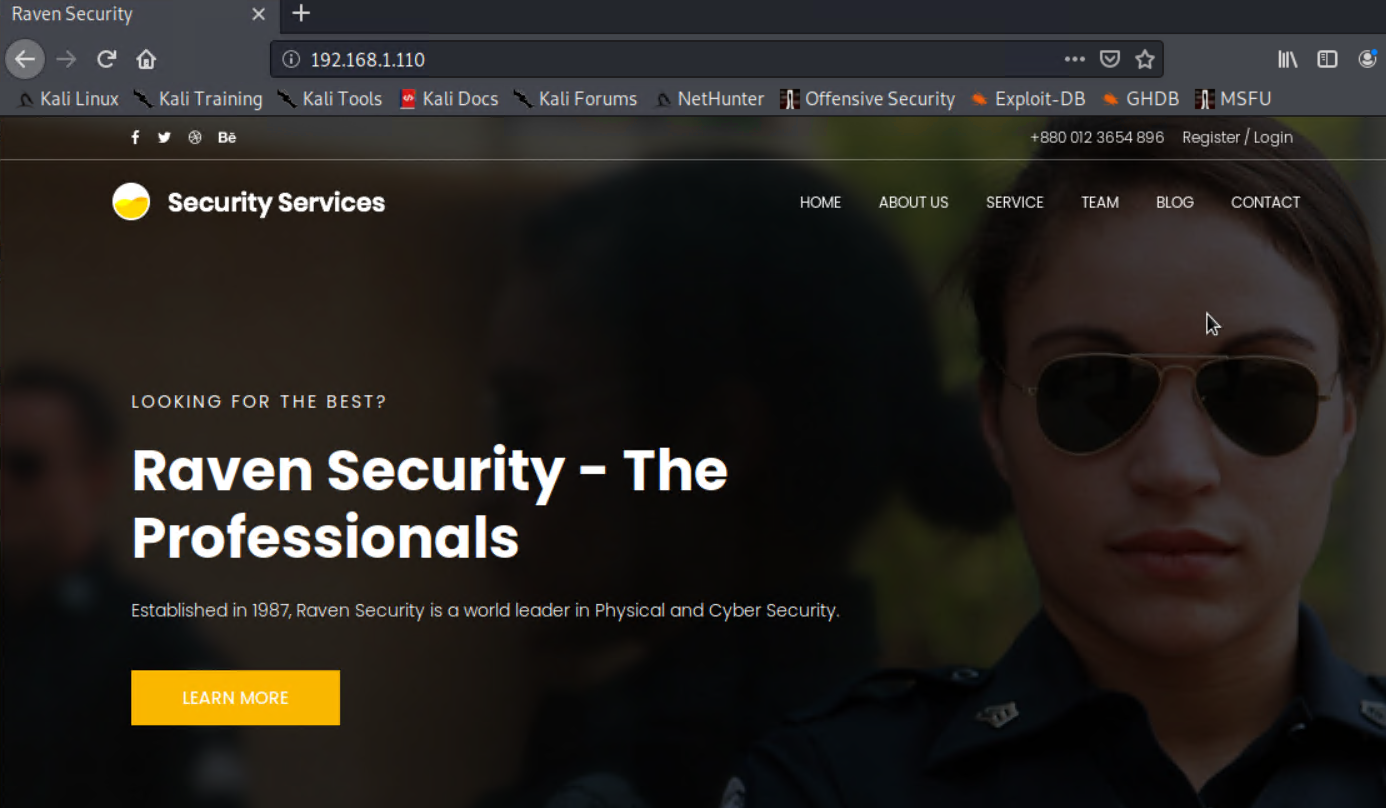 Raven Security
192.168.1.110
Kali Linux Kali Training Kali Tools Kali Docs Kali Forums NetHunter Offensive Security Exploit-DB GHDB MSFU
+880 012 3654 896 Register / Login
Security Services HOME ABOUT US SERVICE TEAM BLOG CONTACT
LOOKING FOR THE BEST?
Raven Security - The
Professionals
Established in 1987, Raven Security is a world leader in Physical and Cyber Security.
LEARN MORE